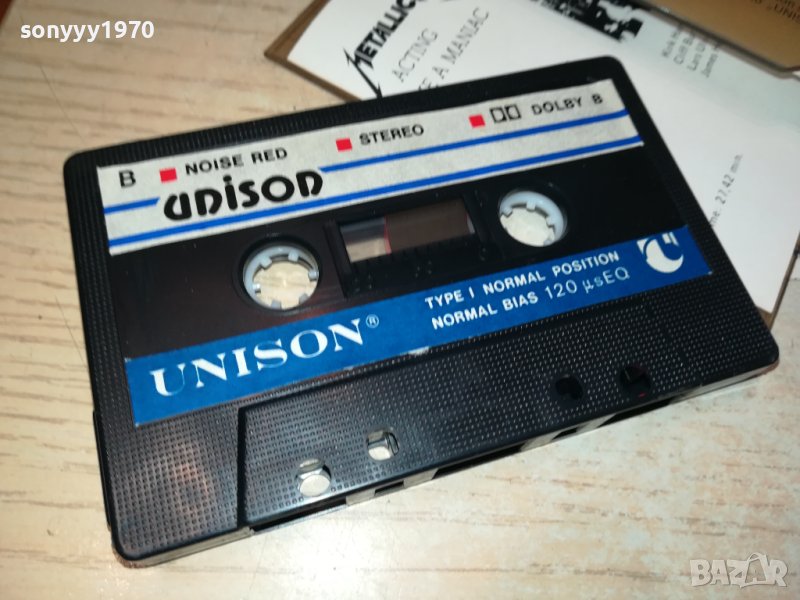 sonyyy1970
METALLICA
ACTING
A MANIAC
27,42 min.
B NOISE RED STEREO DOLBY B
unison
TYPE I NORMAL POSITION
NORMAL BIAS 120 µsEQ
UNISON®
BAZAR